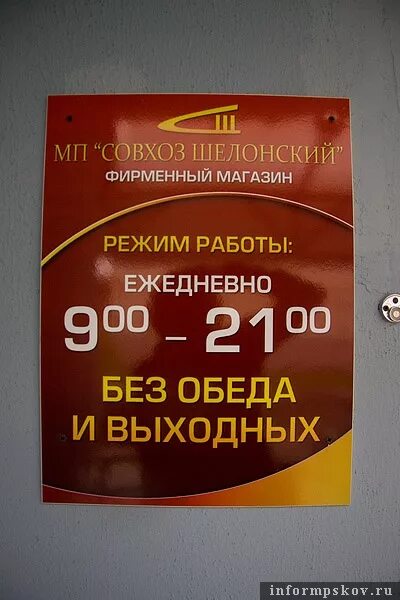 МП "СОВХОЗ ШЕЛОНСКИЙ"
ФИРМЕННЫЙ МАГАЗИН
РЕЖИМ РАБОТЫ:
ЕЖЕДНЕВНО
9⁰⁰ – 21⁰⁰
БЕЗ ОБЕДА
И ВЫХОДНЫХ
informpskov.ru